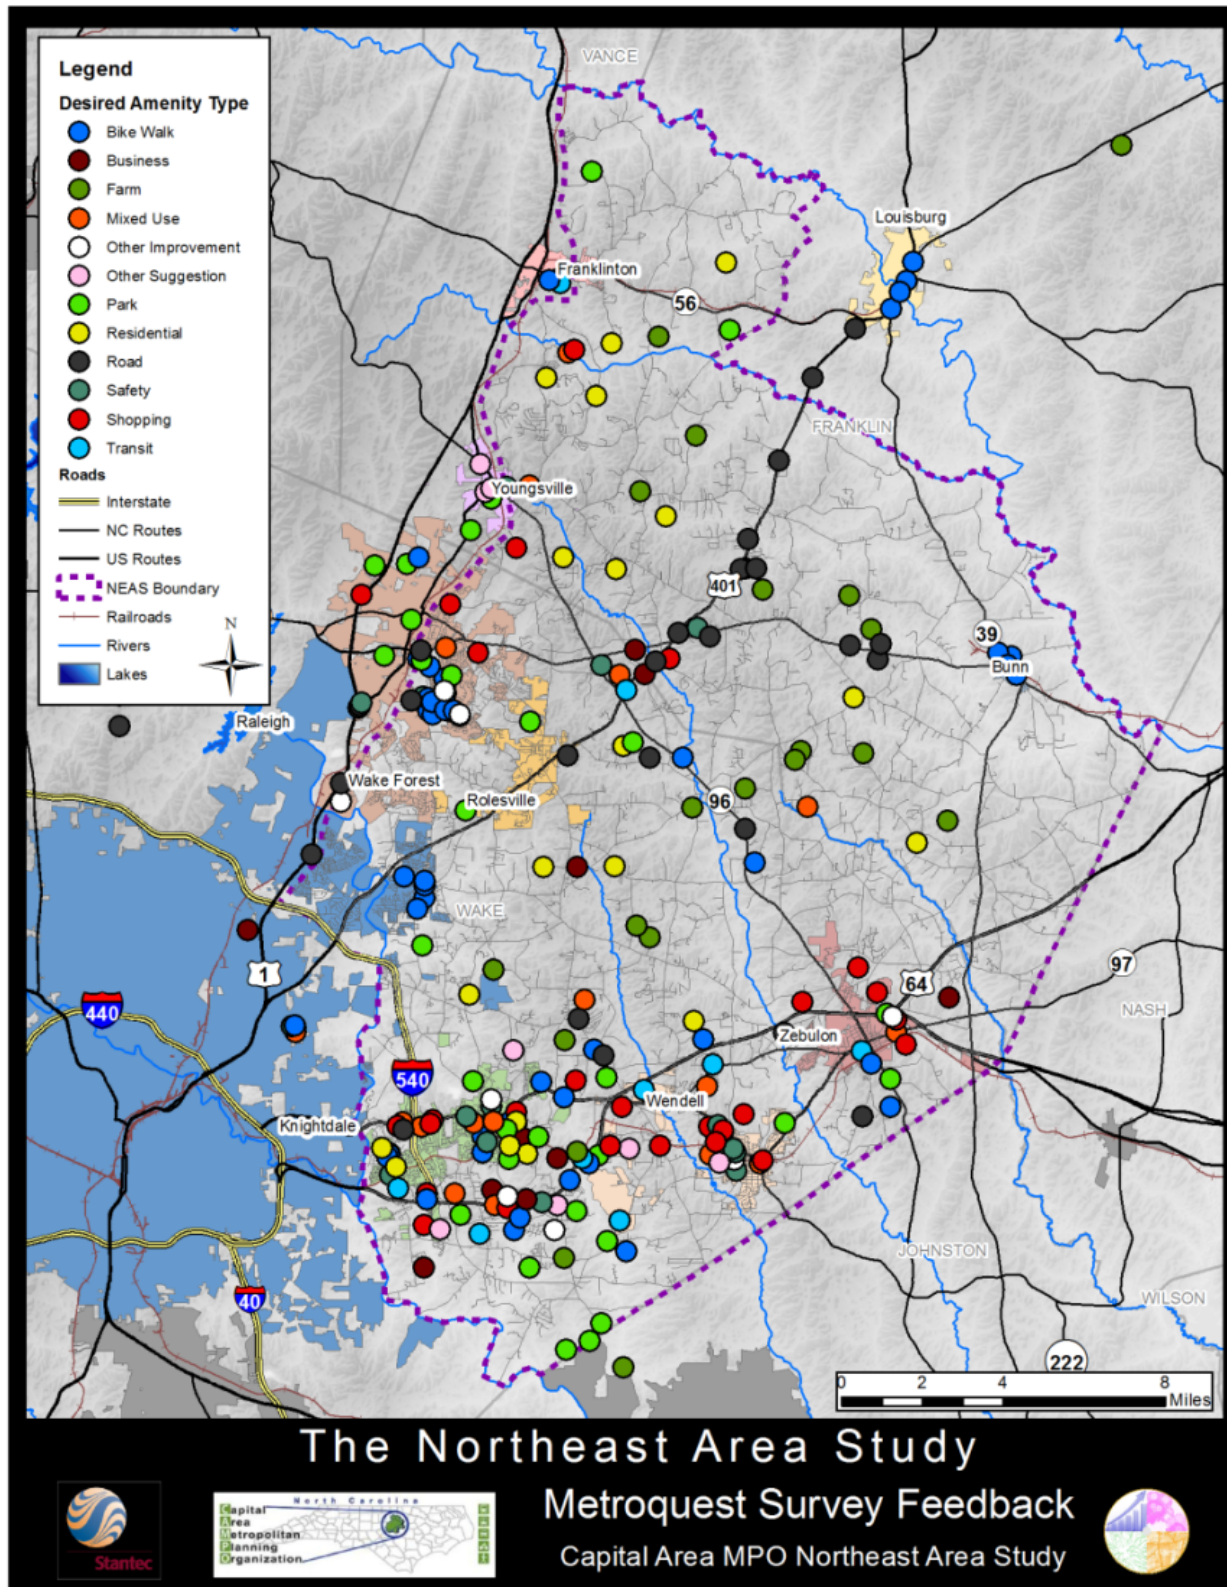 Legend
Desired Amenity Type
Bike Walk
Business
Farm
Mixed Use
Other Improvement
Other Suggestion
Park
Residential
Road
Safety
Shopping
Transit
Roads
Interstate
NC Routes
US Routes
NEAS Boundary
Railroads
Rivers
Lakes
N
VANCE
Louisburg
Franklinton
56
FRANKLIN
Youngsville
401
39
Bunn
Raleigh
Wake Forest
Rolesville
96
WAKE
1
64
97
440
NASH
Zebulon
540
Wendell
Knightdale
JOHNSTON
40
WILSON
222
0 2 4 8
Miles
The Northeast Area Study
Stantec
North Carolina
Capital
Area
Metropolitan
Planning
Organization
Metroquest Survey Feedback
Capital Area MPO Northeast Area Study